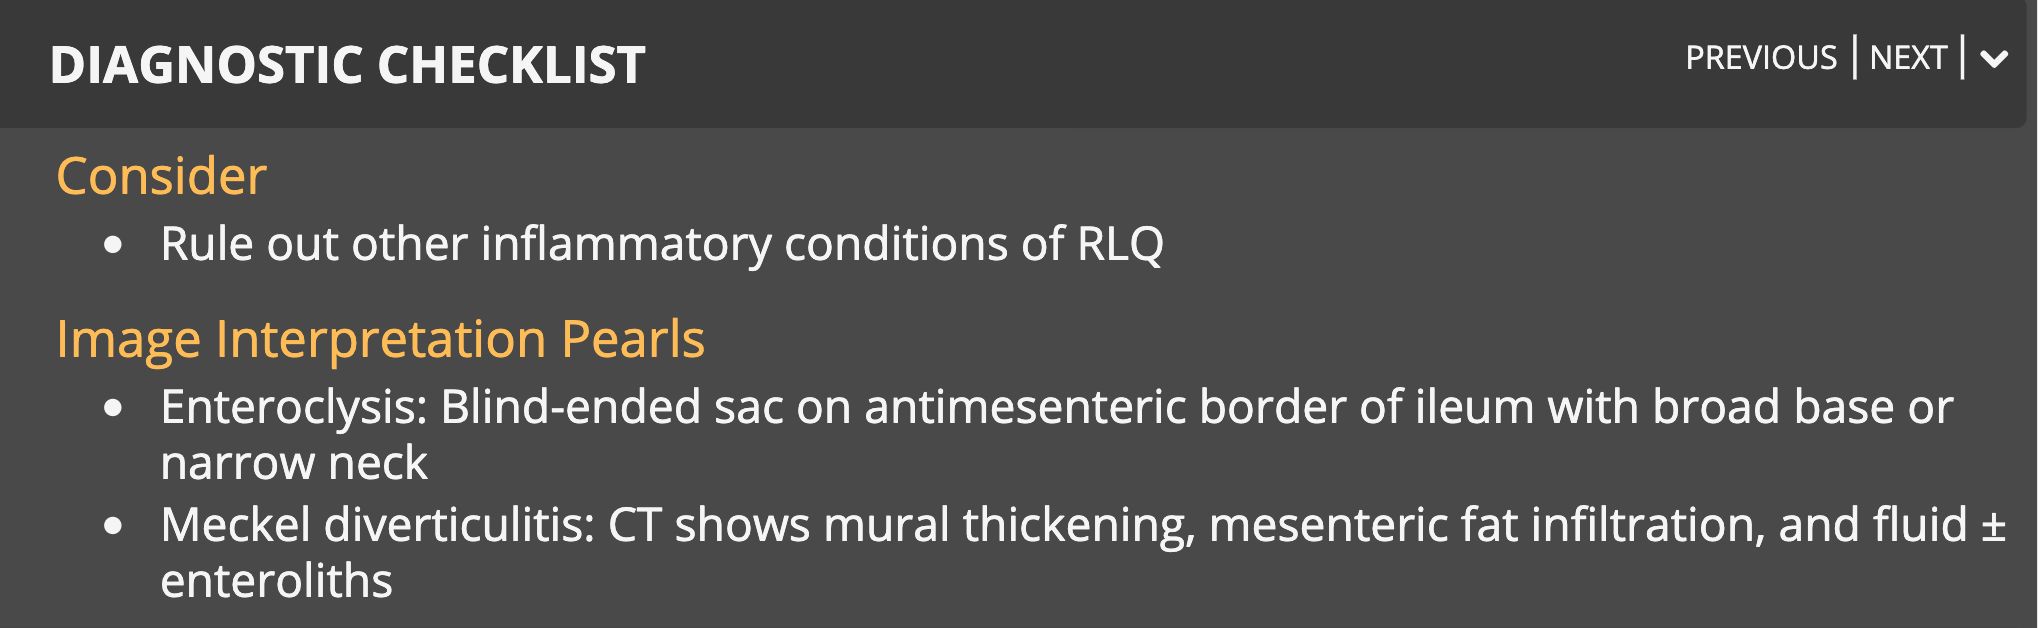 DIAGNOSTIC CHECKLIST
PREVIOUS | NEXT |
Consider
• Rule out other inflammatory conditions of RLQ
Image Interpretation Pearls
• Enteroclysis: Blind-ended sac on antimesenteric border of ileum with broad base or
narrow neck
• Meckel diverticulitis: CT shows mural thickening, mesenteric fat infiltration, and fluid ±
enteroliths